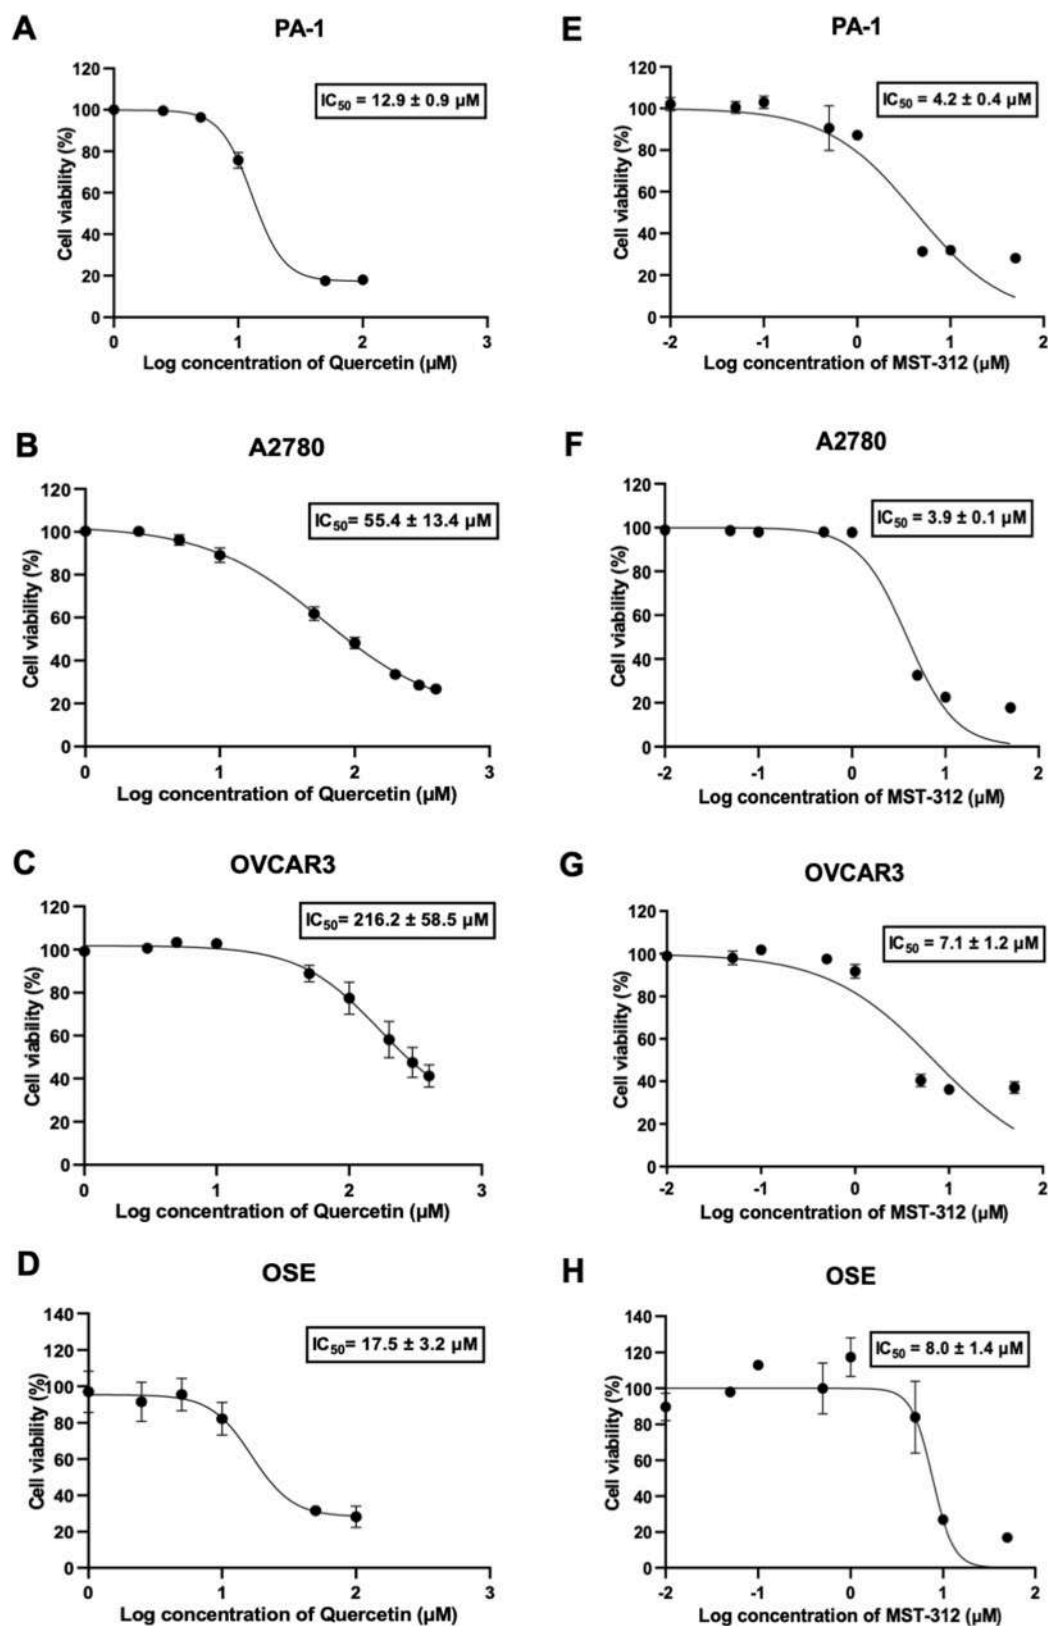 A
PA-1
120
100
80
60
40
20
0
Cell viability (%)
IC50 = 12.9 ± 0.9 µM
0 1 2 3
Log concentration of Quercetin (µM)
E
PA-1
120
100
80
60
40
20
0
Cell viability (%)
IC50 = 4.2 ± 0.4 µM
-2 -1 0 1 2
Log concentration of MST-312 (µM)
B
A2780
120
100
80
60
40
20
0
Cell viability (%)
IC50= 55.4 ± 13.4 µM
0 1 2 3
Log concentration of Quercetin (µM)
F
A2780
120
100
80
60
40
20
0
Cell viability (%)
IC50 = 3.9 ± 0.1 µM
-2 -1 0 1 2
Log concentration of MST-312 (µM)
C
OVCAR3
120
100
80
60
40
20
0
Cell viability (%)
IC50= 216.2 ± 58.5 µM
0 1 2 3
Log concentration of Quercetin (µM)
G
OVCAR3
120
100
80
60
40
20
0
Cell viability (%)
IC50 = 7.1 ± 1.2 µM
-2 -1 0 1 2
Log concentration of MST-312 (µM)
D
OSE
140
120
100
80
60
40
20
0
Cell viability (%)
IC50= 17.5 ± 3.2 µM
0 1 2 3
Log concentration of Quercetin (µM)
H
OSE
140
120
100
80
60
40
20
0
Cell viability (%)
IC50 = 8.0 ± 1.4 µM
-2 -1 0 1 2
Log concentration of MST-312 (µM)